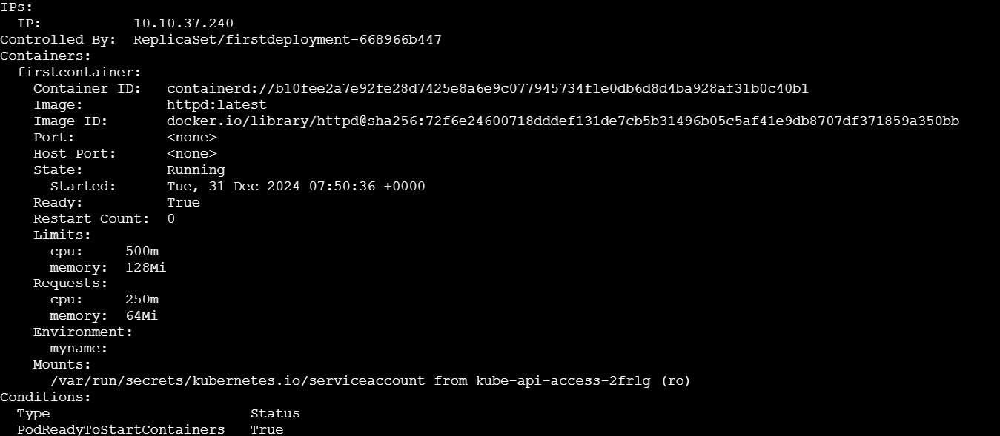 IPs:
  IP:           10.10.37.240
Controlled By:  ReplicaSet/firstdeployment-668966b447
Containers:
  firstcontainer:
    Container ID:   containerd://b10fee2a7e92fe28d7425e8a6e9c077945734f1e0db6d8d4ba928af31b0c40b1
    Image:          httpd:latest
    Image ID:       docker.io/library/httpd@sha256:72f6e24600718dddef131de7cb5b31496b05c5af41e9db8707df371859a350bb
    Port:           <none>
    Host Port:      <none>
    State:          Running
      Started:      Tue, 31 Dec 2024 07:50:36 +0000
    Ready:          True
    Restart Count:  0
    Limits:
      cpu:     500m
      memory:  128Mi
    Requests:
      cpu:     250m
      memory:  64Mi
    Environment:
      myname:
    Mounts:
      /var/run/secrets/kubernetes.io/serviceaccount from kube-api-access-2frlg (ro)
Conditions:
  Type                        Status
  PodReadyToStartContainers   True